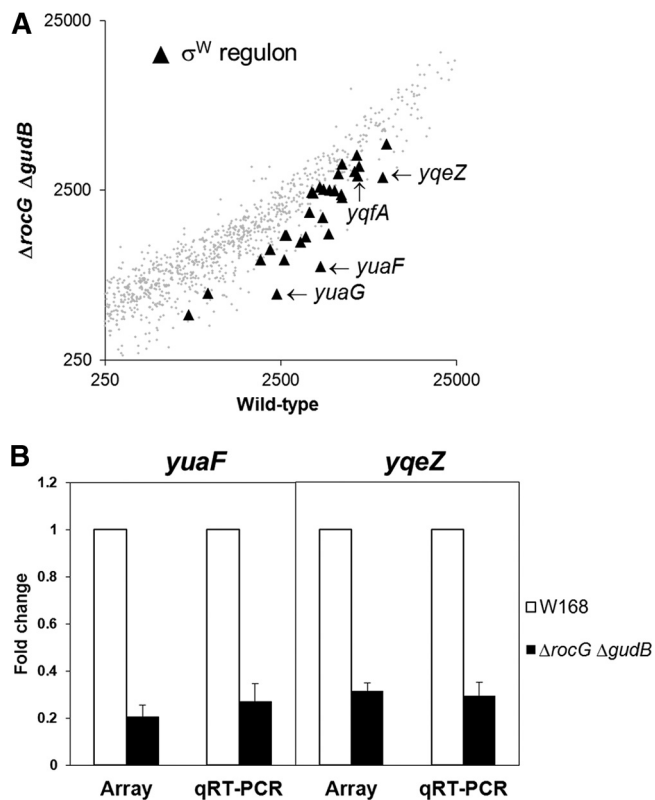 A
25000
▲ σW regulon
ΔrocG ΔgudB
2500
← yqeZ
↑
yqfA
← yuaF
← yuaG
250
250 2500 25000
Wild-type
B
yuaF yqeZ
1.2
1
0.8
0.6
0.4
0.2
0
Fold change
W168
ΔrocG ΔgudB
Array qRT-PCR Array qRT-PCR